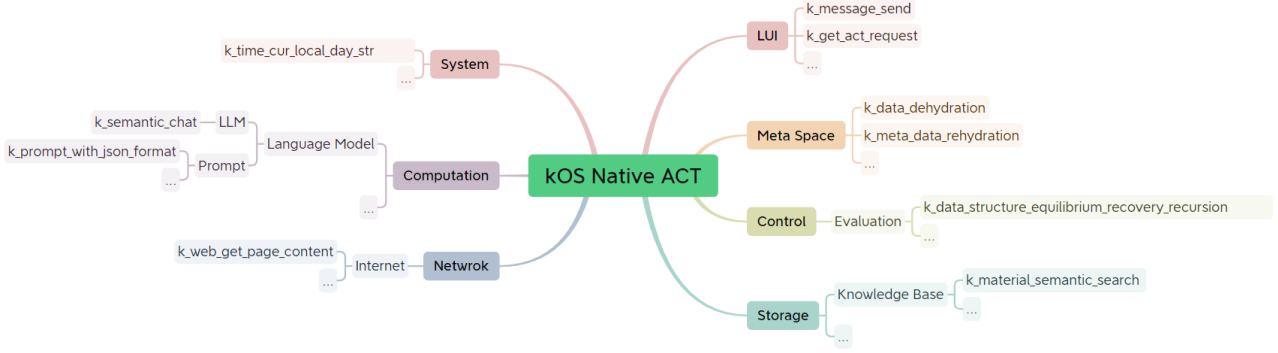 kOS Native ACT
System
k_time_cur_local_day_str
...
Computation
Language Model
LLM
k_semantic_chat
Prompt
k_prompt_with_json_format
...
...
Netwrok
Internet
k_web_get_page_content
...
LUI
k_message_send
k_get_act_request
...
Meta Space
k_data_dehydration
k_meta_data_rehydration
...
Control
Evaluation
k_data_structure_equilibrium_recovery_recursion
...
Storage
Knowledge Base
k_material_semantic_search
...
...